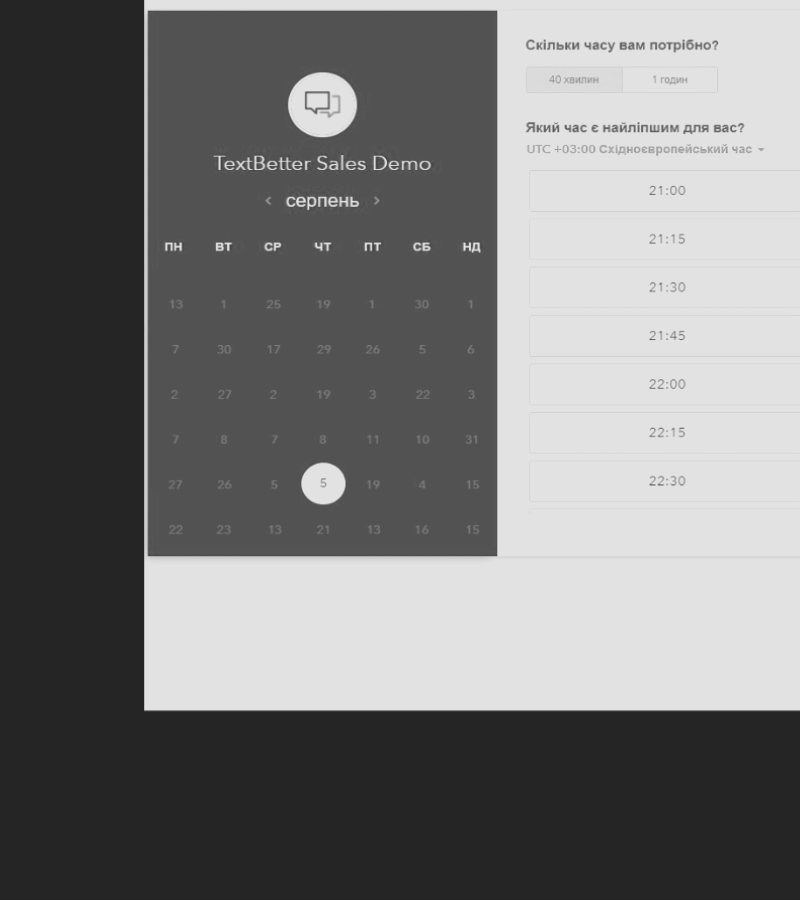 TextBetter Sales Demo
серпень
ПН ВТ СР ЧТ ПТ СБ НД
13 1 25 19 1 30 1
7 30 17 29 26 5 6
2 27 2 19 3 22 3
7 8 7 8 11 10 31
27 26 5 5 19 4 15
22 23 13 21 13 16 15
Скільки часу вам потрібно?
40 хвилин 1 годин
Який час є найліпшим для вас?
UTC +03:00 Східноєвропейський час
21:00
21:15
21:30
21:45
22:00
22:15
22:30